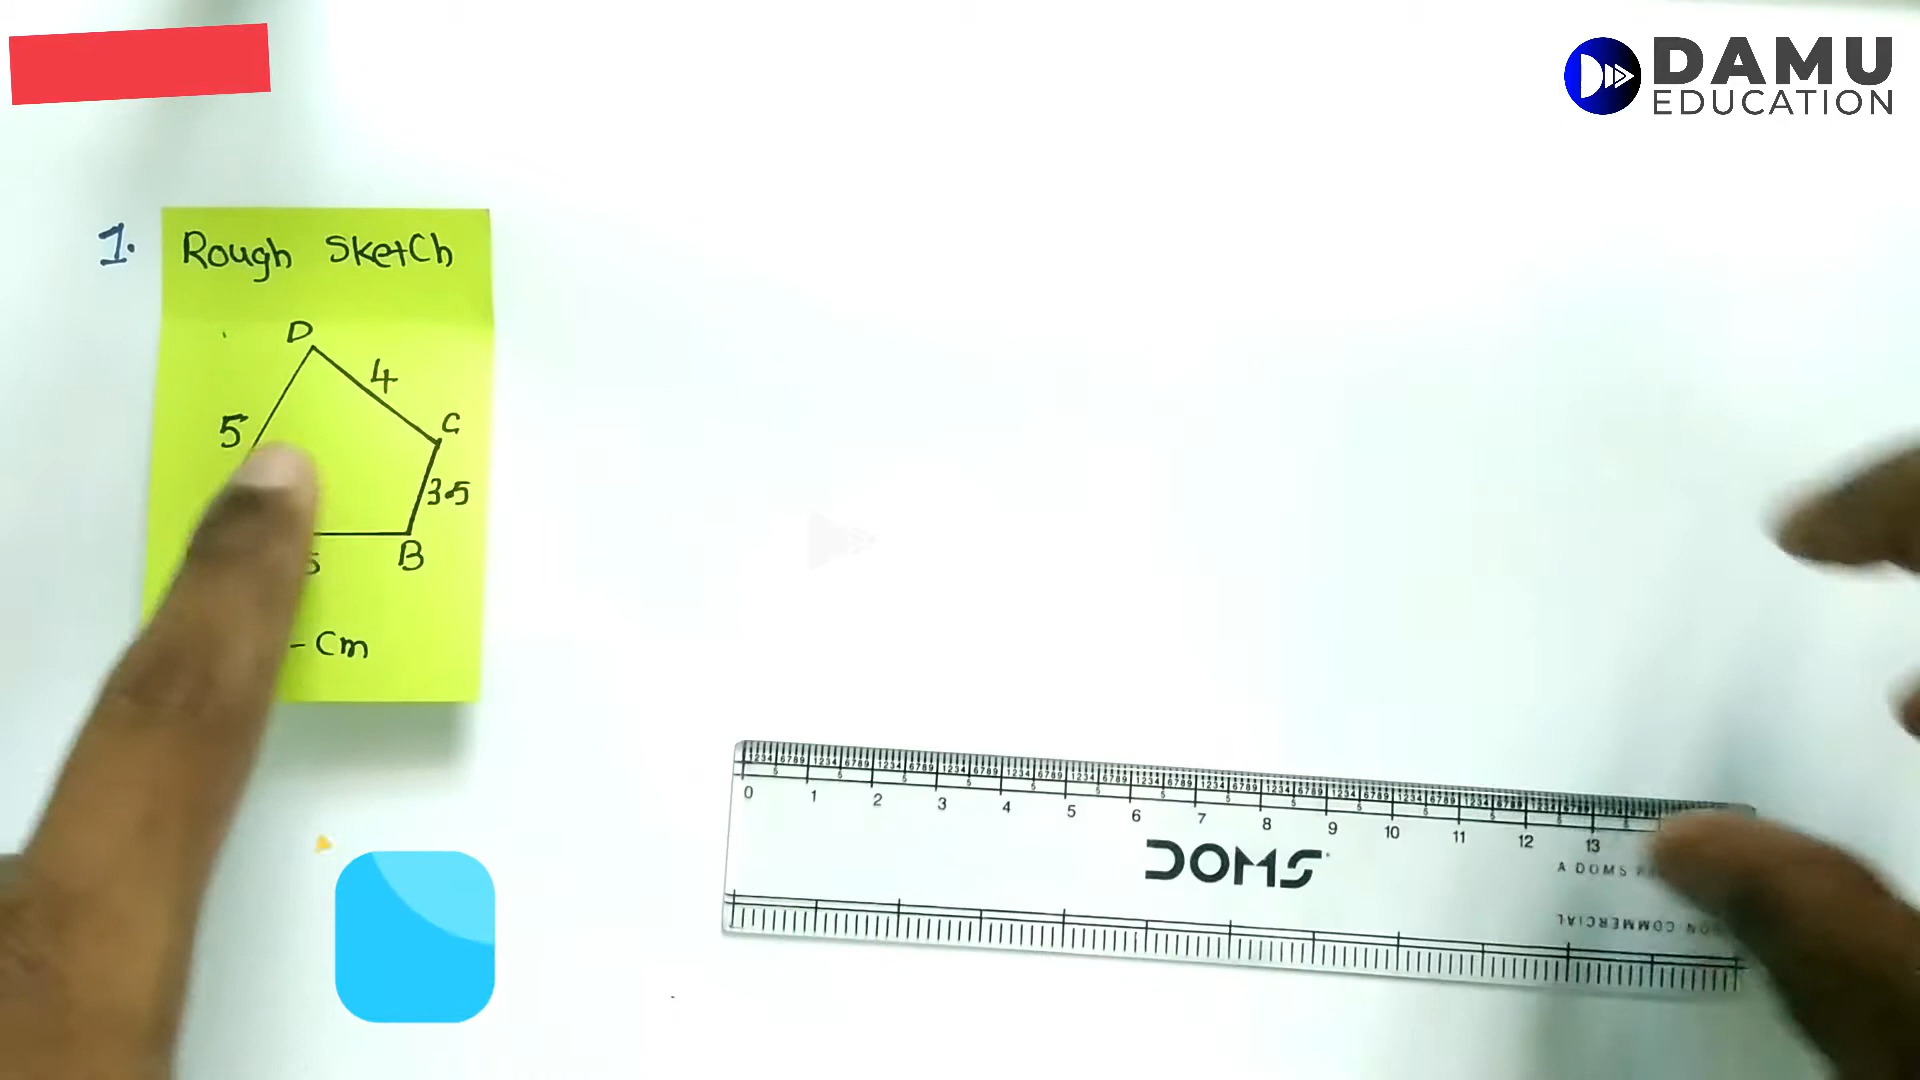 DAMU
EDUCATION
1. Rough Sketch
D
4
5
C
3.5
B
- Cm
0 1 2 3 4 5 6 7 8 9 10 11 12 13
DOMS
A DOMS
NON COMMERCIAL